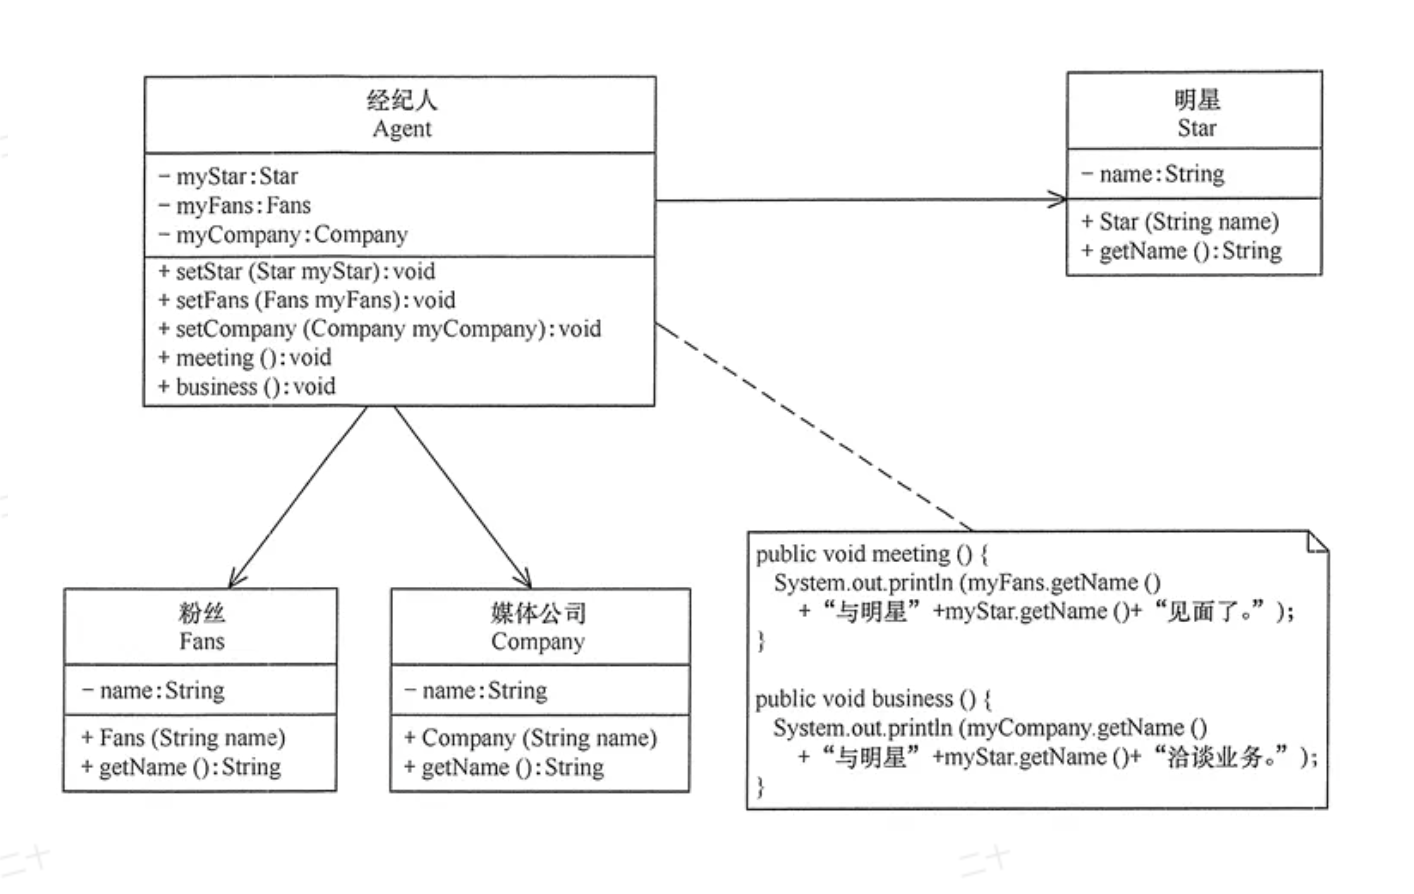 经纪人
Agent
- myStar:Star
- myFans:Fans
- myCompany:Company
+ setStar (Star myStar):void
+ setFans (Fans myFans):void
+ setCompany (Company myCompany):void
+ meeting ():void
+ business ():void
明星
Star
- name:String
+ Star (String name)
+ getName ():String
粉丝
Fans
- name:String
+ Fans (String name)
+ getName ():String
媒体公司
Company
- name:String
+ Company (String name)
+ getName ():String
public void meeting () {
System.out.println (myFans.getName ()
+ “与明星” +myStar.getName ()+ “见面了。” );
}
public void business () {
System.out.println (myCompany.getName ()
+ “与明星” +myStar.getName ()+ “洽谈业务。” );
}
二十
二十